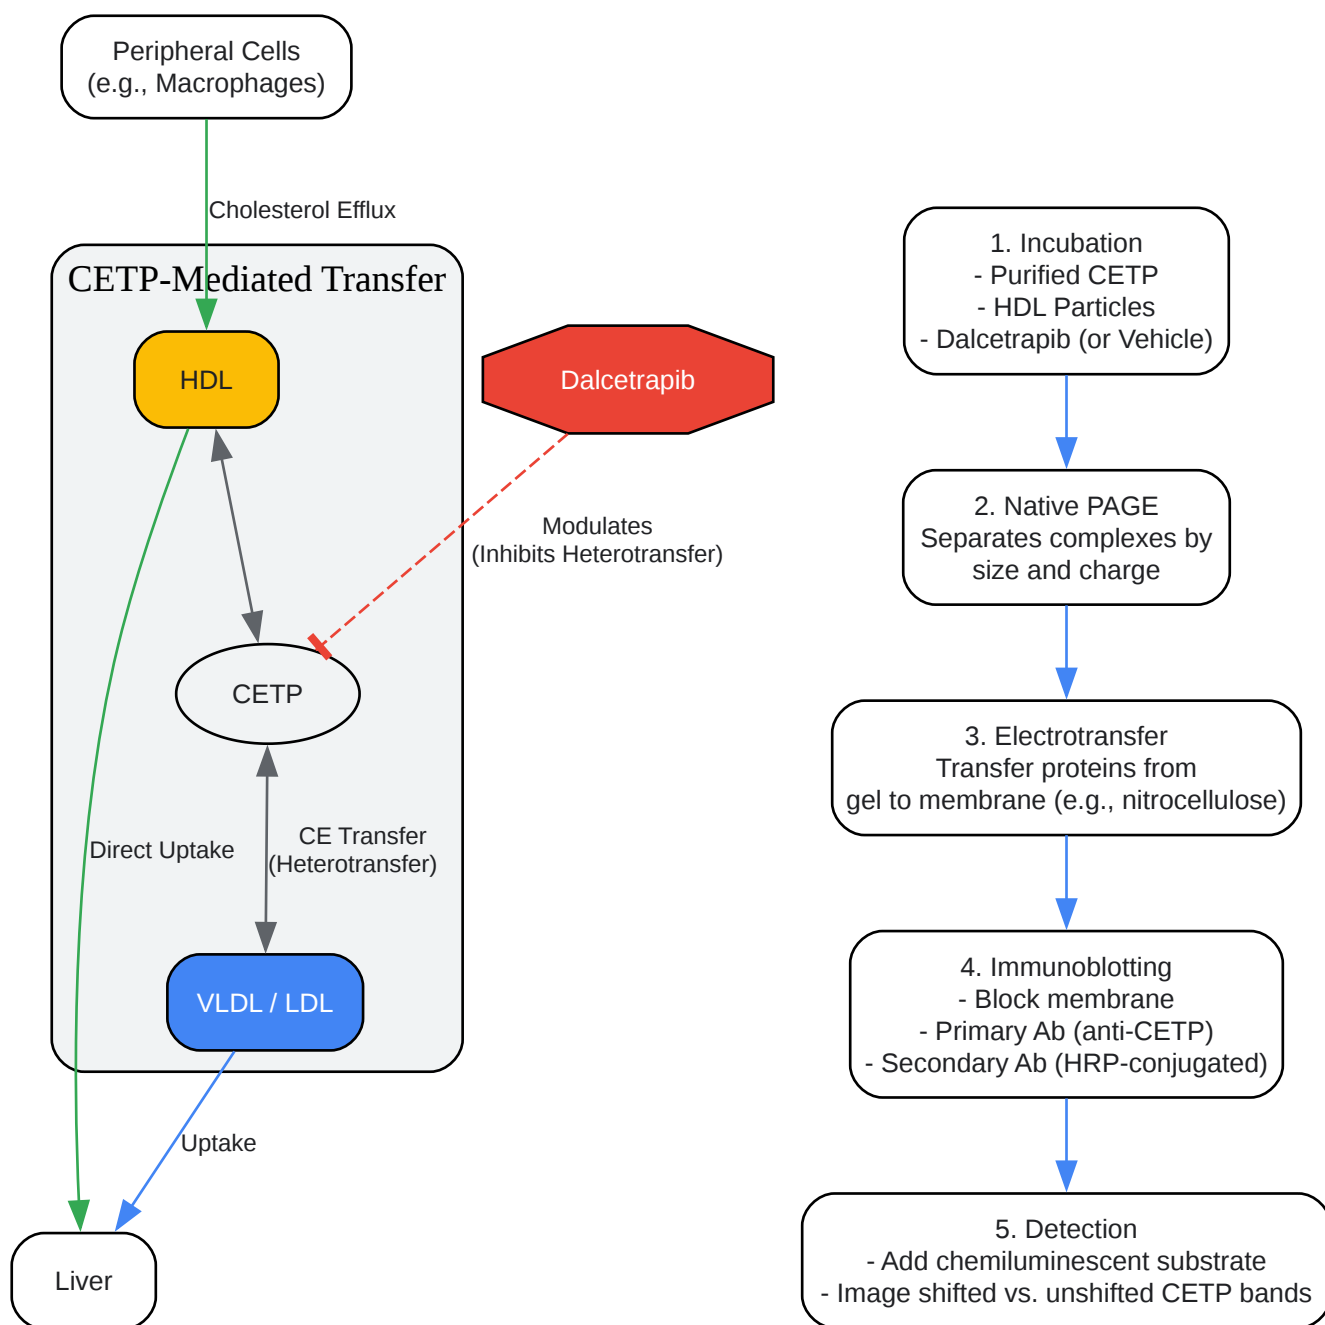 Peripheral Cells
(e.g., Macrophages)
Cholesterol Efflux
CETP-Mediated Transfer
HDL
Dalcetrapib
Modulates
(Inhibits Heterotransfer)
CETP
Direct Uptake
CE Transfer
(Heterotransfer)
VLDL / LDL
Uptake
Liver
1. Incubation
- Purified CETP
- HDL Particles
- Dalcetrapib (or Vehicle)
2. Native PAGE
Separates complexes by
size and charge
3. Electrotransfer
Transfer proteins from
gel to membrane (e.g., nitrocellulose)
4. Immunoblotting
- Block membrane
- Primary Ab (anti-CETP)
- Secondary Ab (HRP-conjugated)
5. Detection
- Add chemiluminescent substrate
- Image shifted vs. unshifted CETP bands